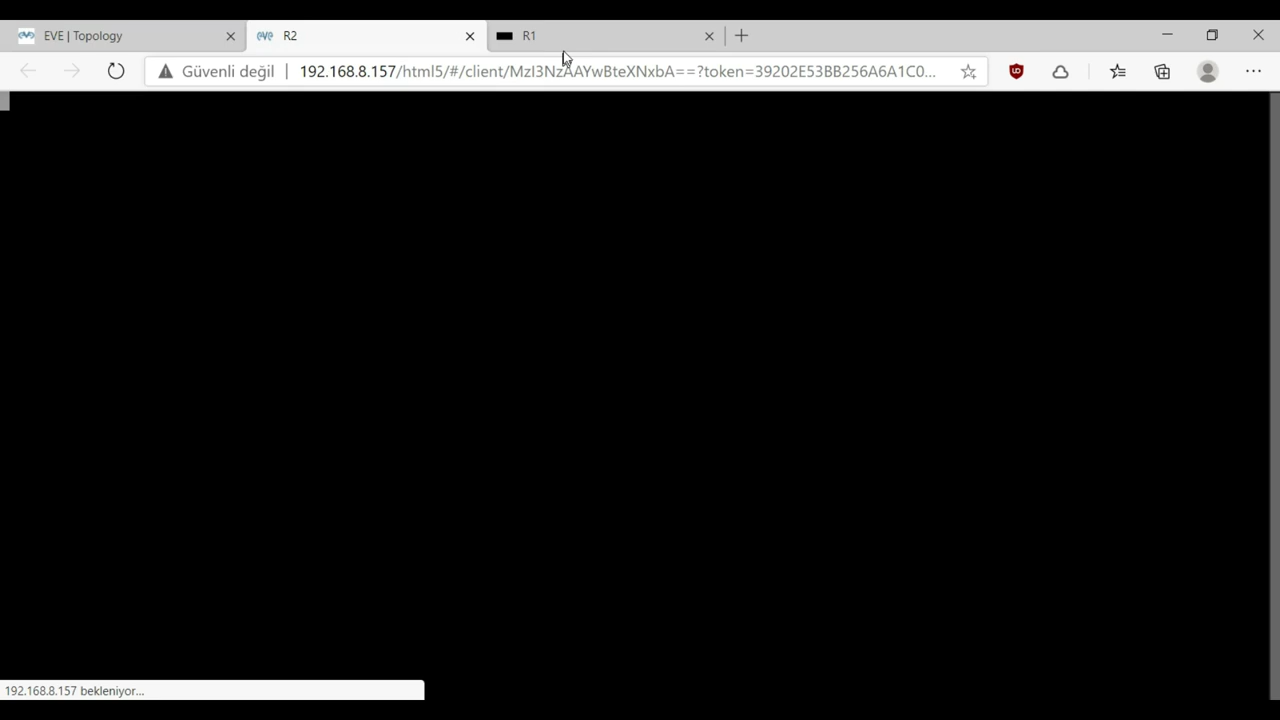 EVE | Topology
R2
R1
Güvenli değil
192.168.8.157/html5/#/client/MzI3NzAAYwBteXNxbA==?token=39202E53BB256A6A1C0...
192.168.8.157 bekleniyor...